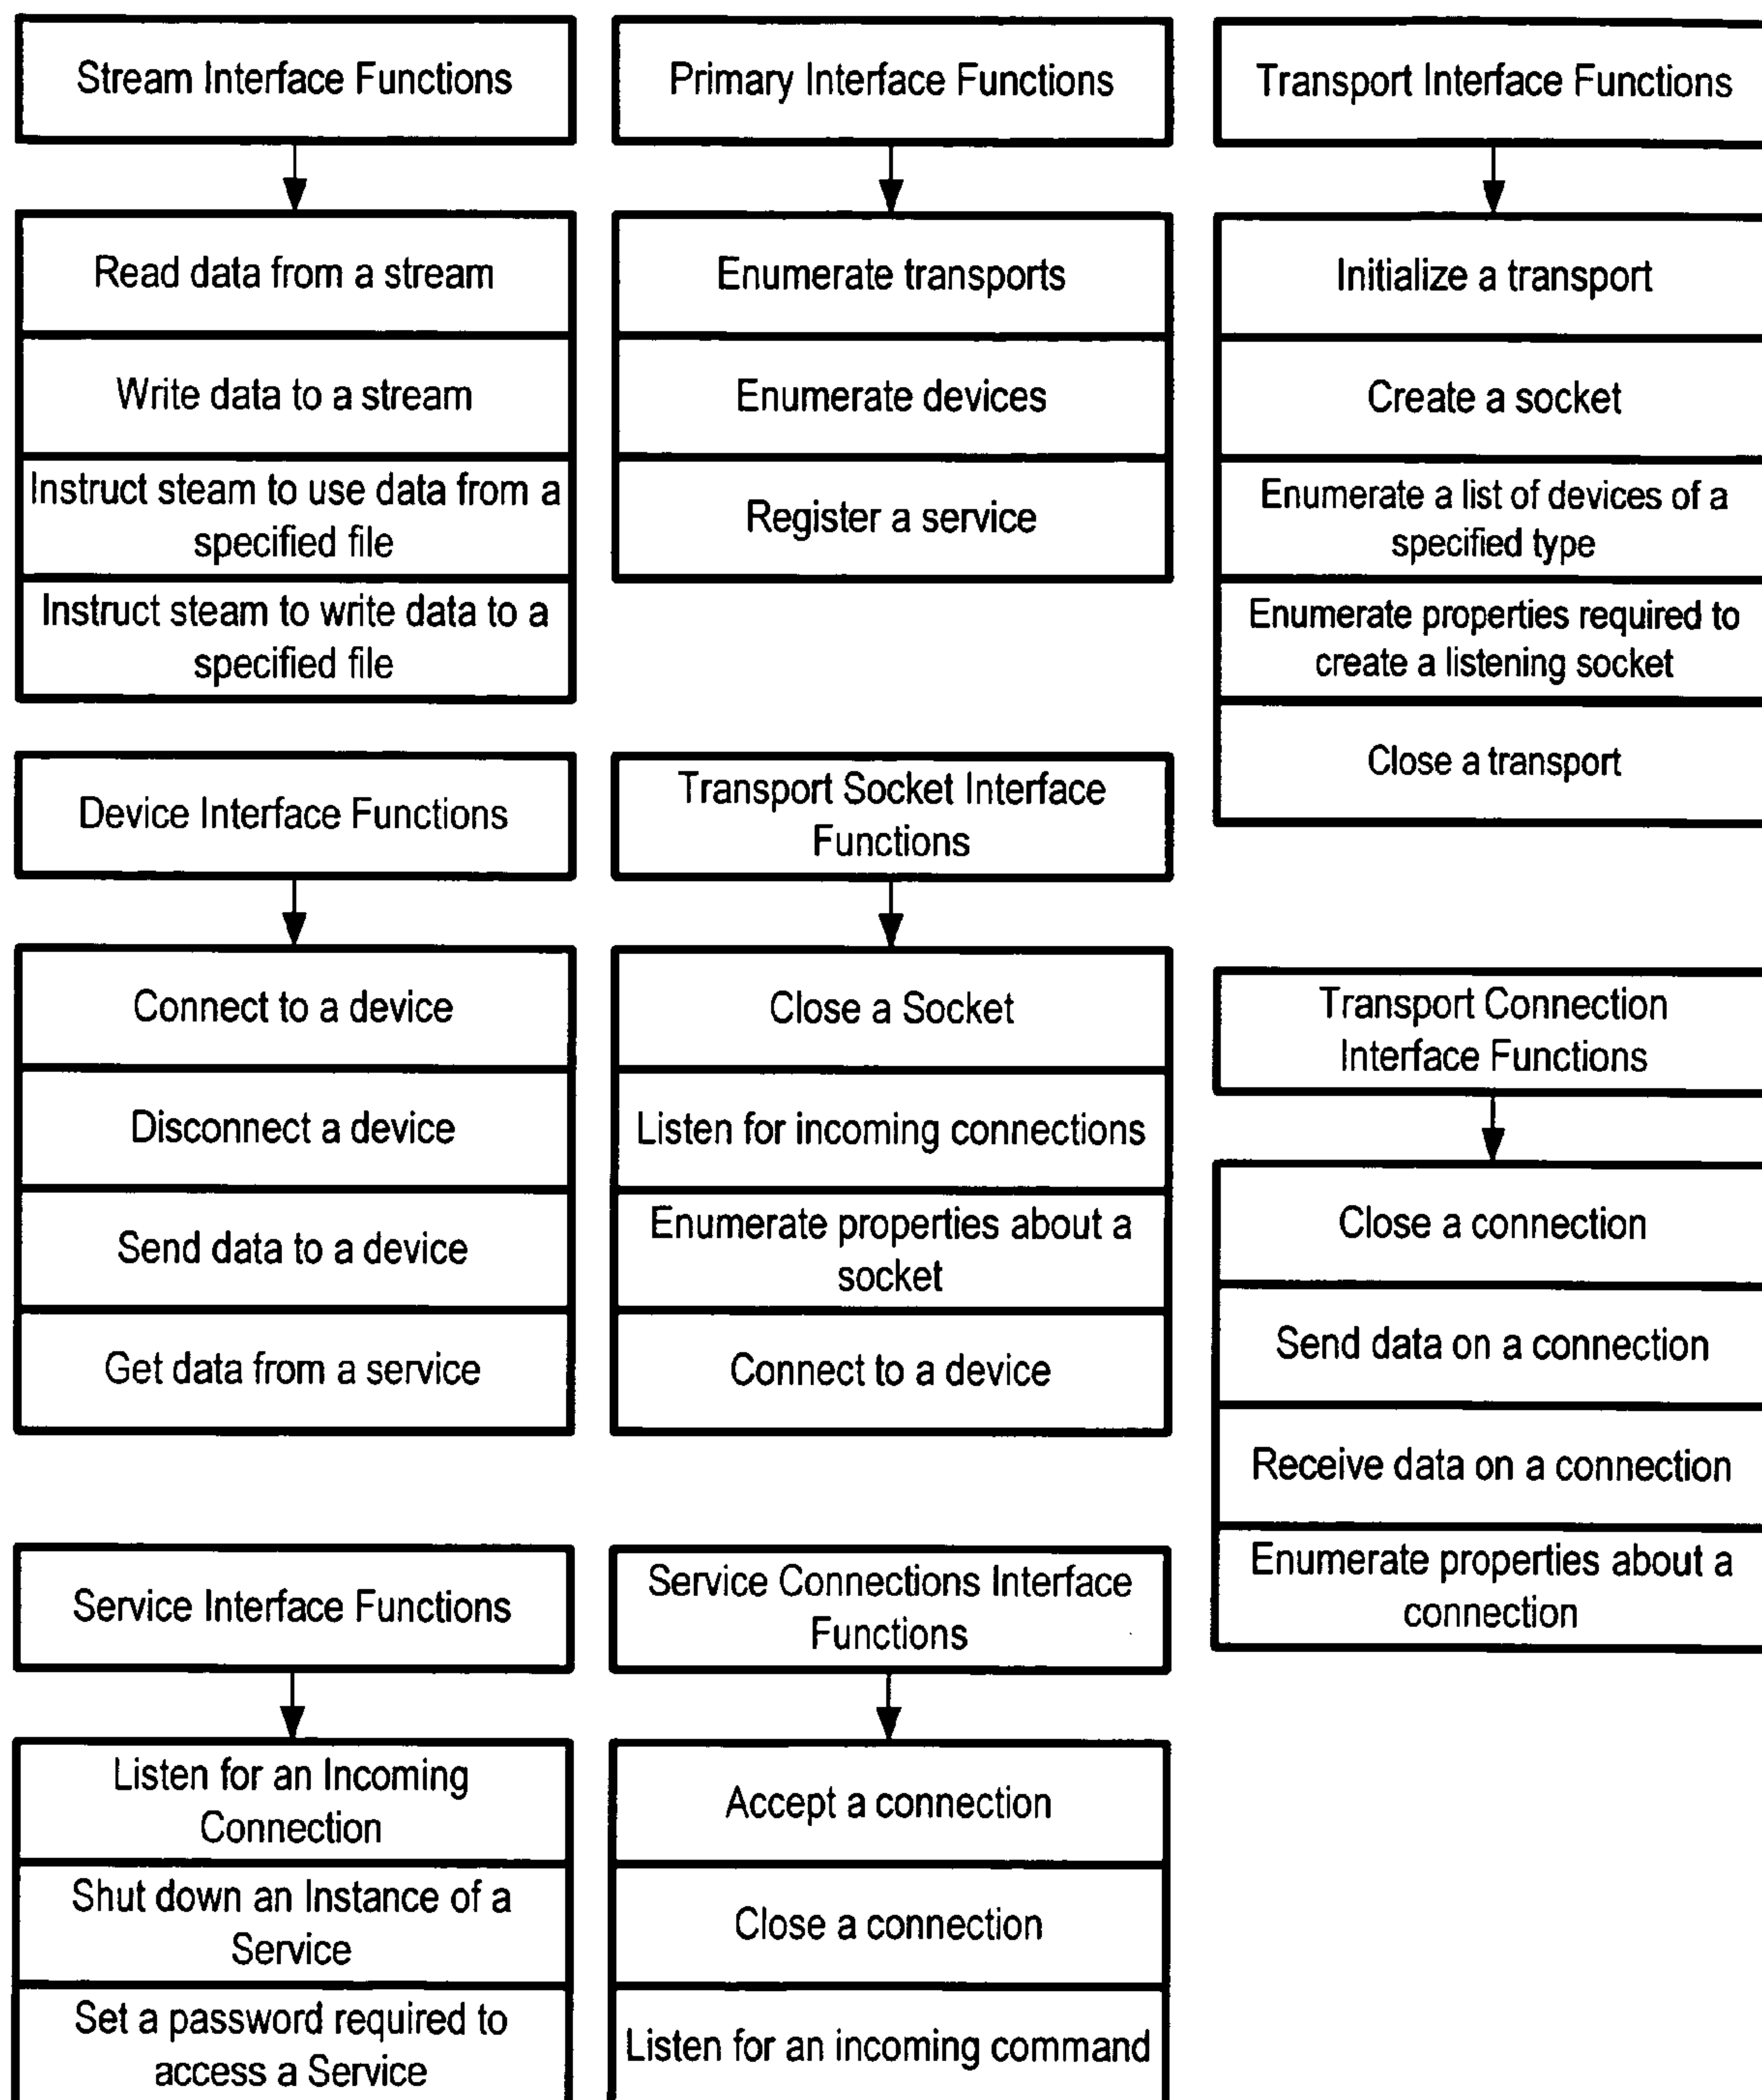 Stream Interface Functions
Read data from a stream
Write data to a stream
Instruct steam to use data from a
specified file
Instruct steam to write data to a
specified file
Primary Interface Functions
Enumerate transports
Enumerate devices
Register a service
Transport Interface Functions
Initialize a transport
Create a socket
Enumerate a list of devices of a
specified type
Enumerate properties required to
create a listening socket
Close a transport
Device Interface Functions
Connect to a device
Disconnect a device
Send data to a device
Get data from a service
Transport Socket Interface
Functions
Close a Socket
Listen for incoming connections
Enumerate properties about a
socket
Connect to a device
Transport Connection
Interface Functions
Close a connection
Send data on a connection
Receive data on a connection
Enumerate properties about a
connection
Service Interface Functions
Listen for an Incoming
Connection
Shut down an Instance of a
Service
Set a password required to
access a Service
Service Connections Interface
Functions
Accept a connection
Close a connection
Listen for an incoming command